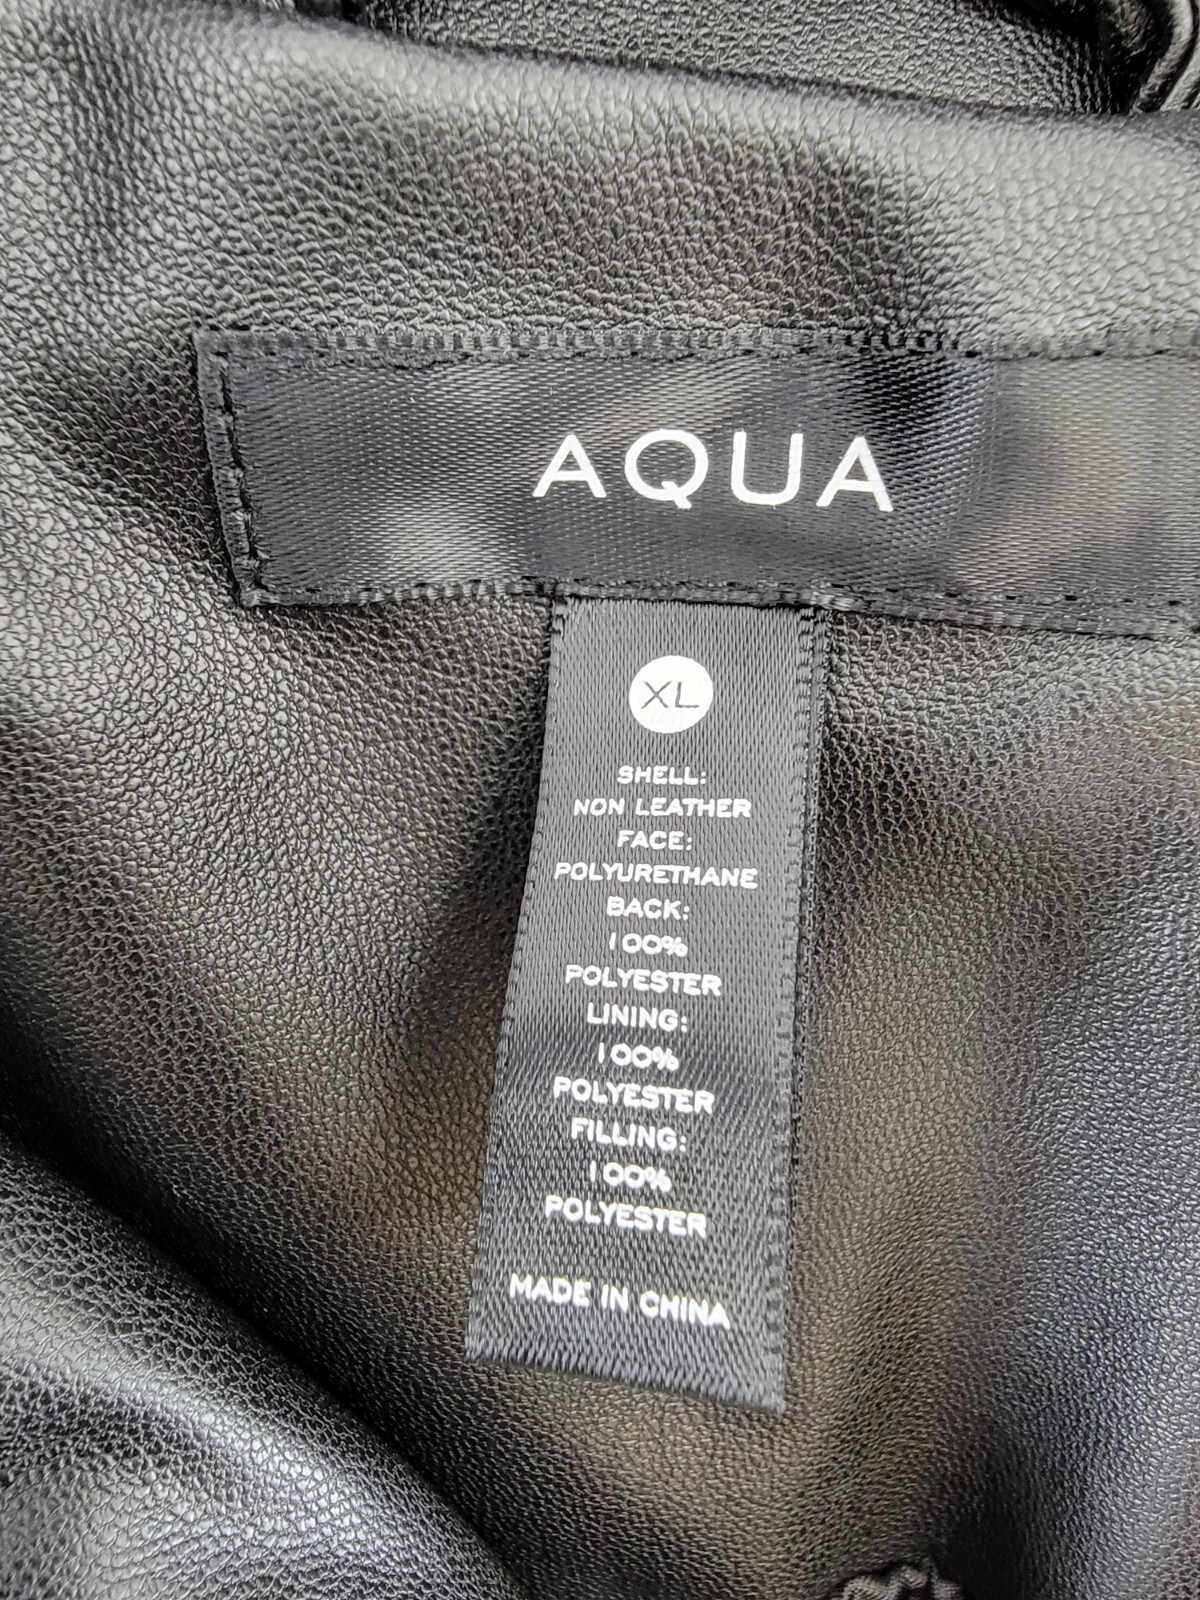 AQUA
XL
SHELL:
NON LEATHER
FACE:
POLYURETHANE
BACK:
100%
POLYESTER
LINING:
100%
POLYESTER
FILLING:
100%
POLYESTER
MADE IN CHINA